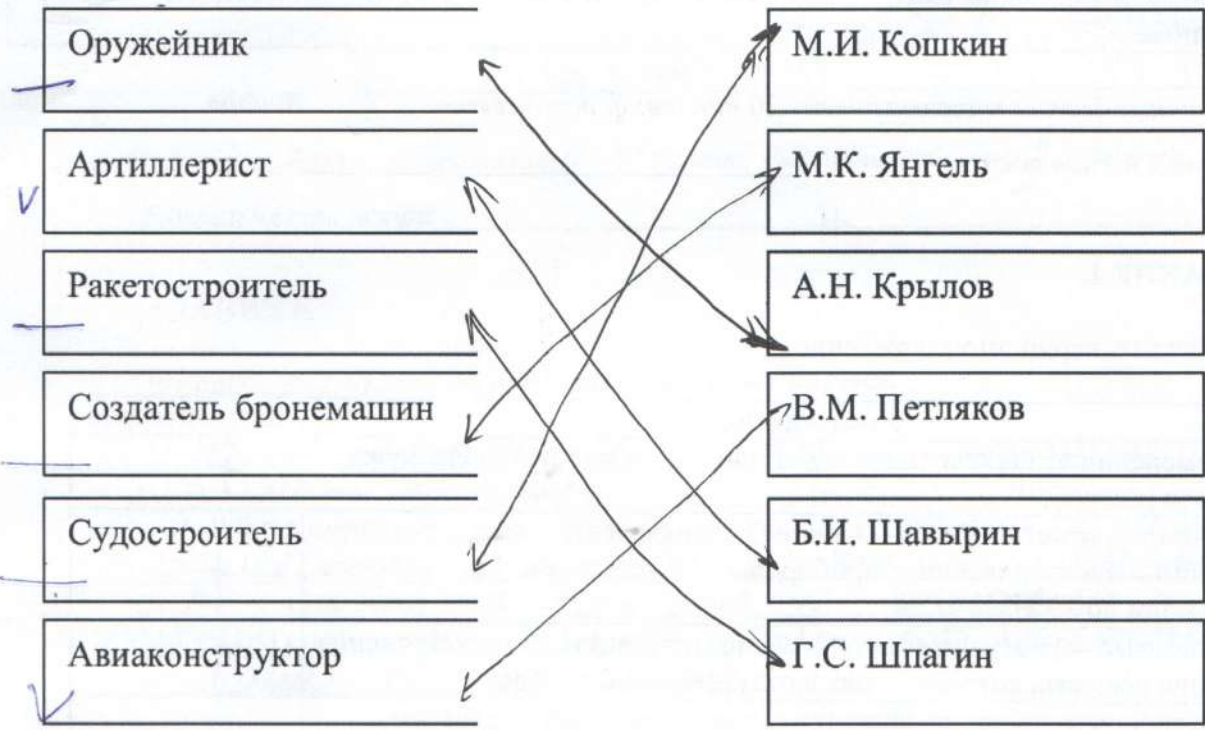 Оружейник
М.И. Кошкин
Артиллерист
М.К. Янгель
Ракетостроитель
А.Н. Крылов
Создатель бронемашин
В.М. Петляков
Судостроитель
Б.И. Шавырин
Авиаконструктор
Г.С. Шпагин